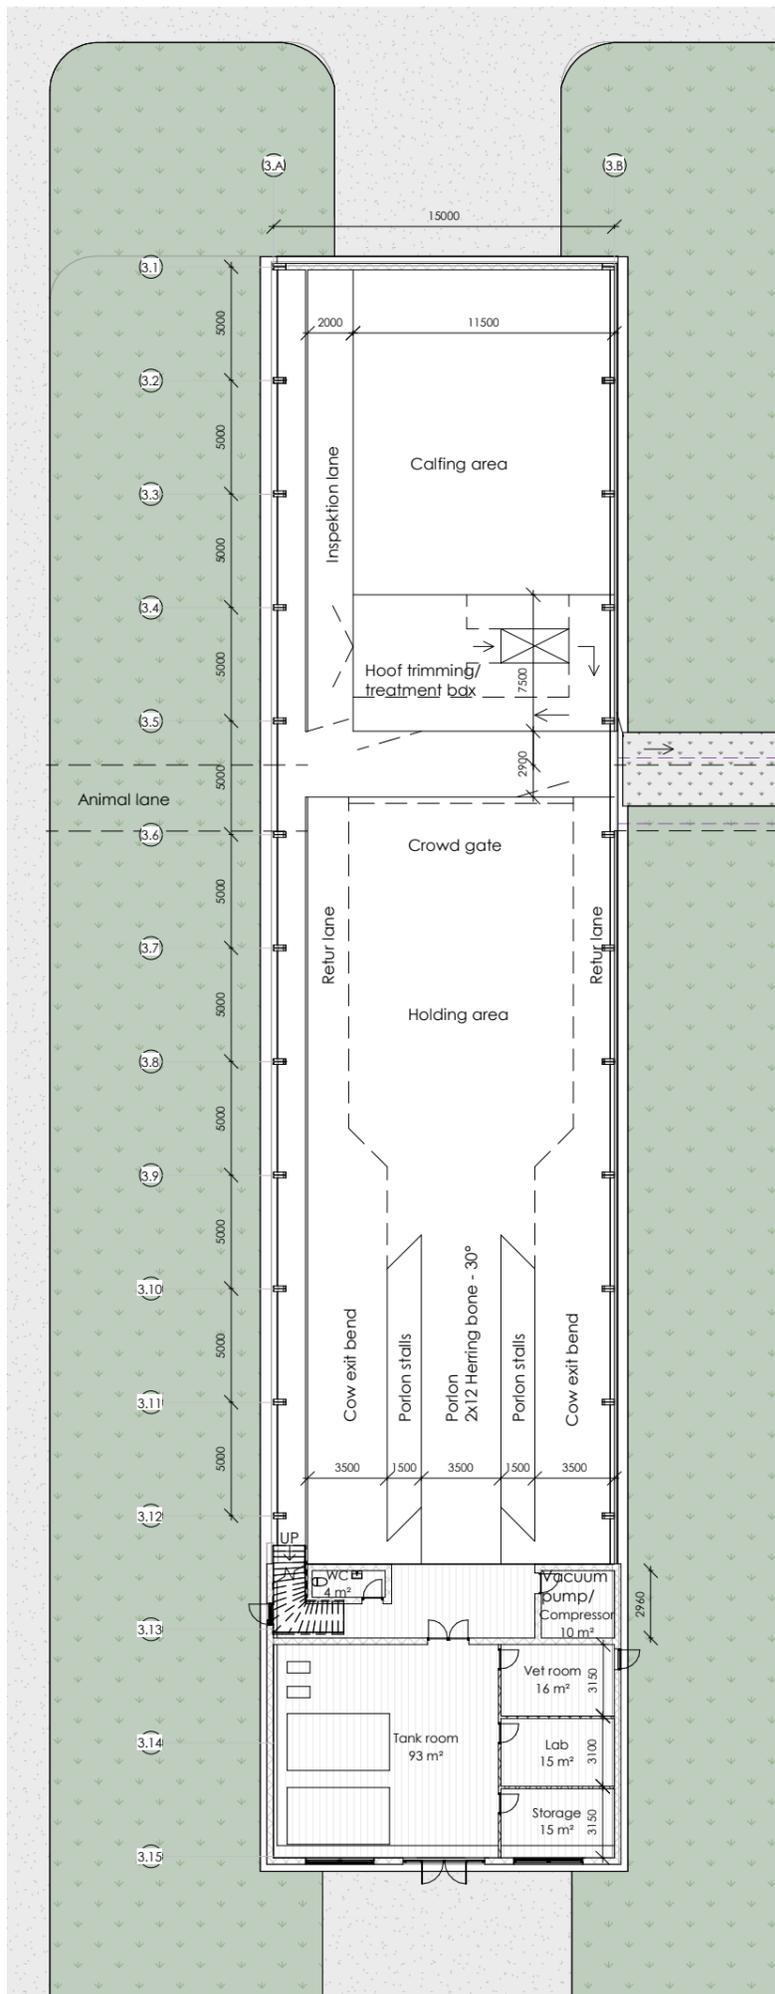 3.A
3.B
15000
3.1
5000
2000
11500
3.2
5000
Calfing area
Inspektion lane
3.3
5000
3.4
5000
Hoof trimming/
treatment box
7500
3.5
5000
2900
Animal lane
3.6
Crowd gate
5000
Retur lane
Retur lane
3.7
5000
Holding area
3.8
5000
3.9
5000
3.10
Cow exit bend
Porlon stalls
Porlon
2x12 Herring bone - 30°
Porlon stalls
Cow exit bend
5000
3.11
5000
3500
1500
3500
1500
3500
3.12
UP
WC
4 m²
Vacuum
pump/
Compressor
10 m²
2960
3.13
Vet room
16 m²
3150
Tank room
93 m²
3.14
Lab
15 m²
3100
Storage
15 m²
3150
3.15